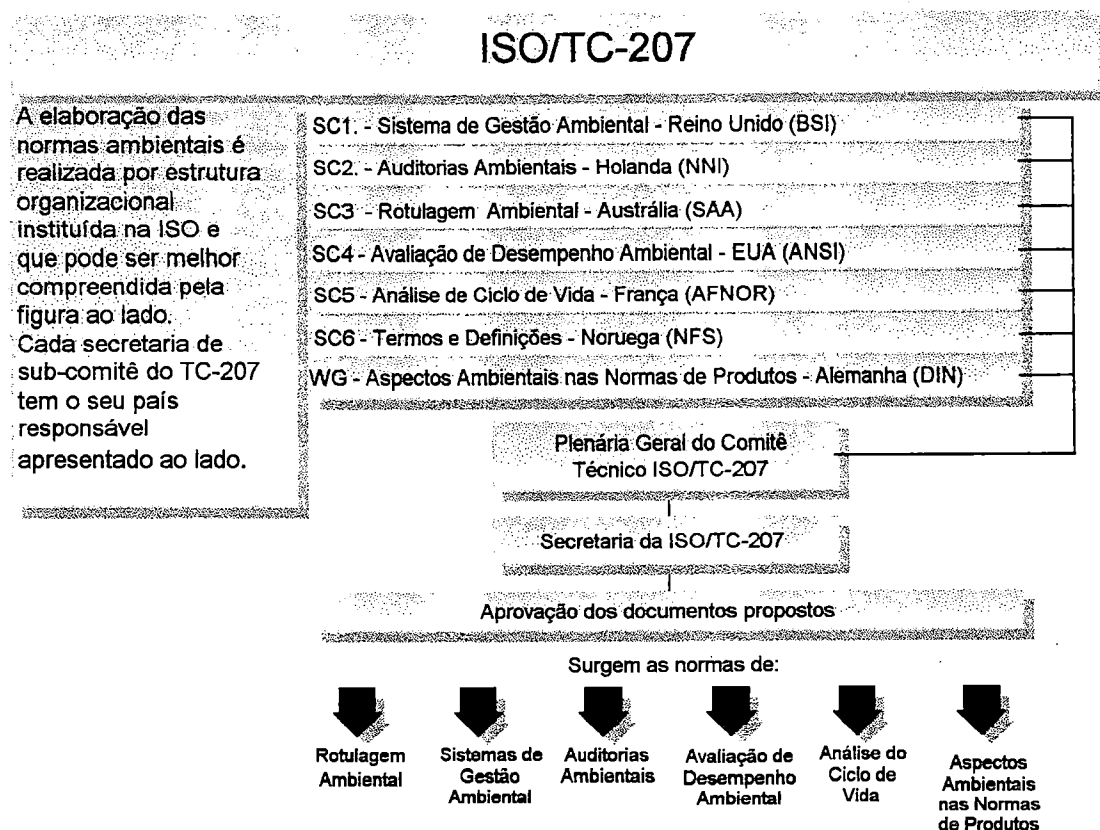 ISO/TC-207
A elaboração das
normas ambientais é
realizada por estrutura
organizacional
instituída na ISO e
que pode ser melhor
compreendida pela
figura ao lado.
Cada secretaria de
sub-comitê do TC-207
tem o seu país
responsável
apresentado ao lado.
SC1. - Sistema de Gestão Ambiental - Reino Unido (BSI)
SC2. - Auditorias Ambientais - Holanda (NNI)
SC3 - Rotulagem Ambiental - Austrália (SAA)
SC4 - Avaliação de Desempenho Ambiental - EUA (ANSI)
SC5 - Análise de Ciclo de Vida - França (AFNOR)
SC6 - Termos e Definições - Noruega (NFS)
WG - Aspectos Ambientais nas Normas de Produtos - Alemanha (DIN)
Plenária Geral do Comitê
Técnico ISO/TC-207
Secretaria da ISO/TC-207
Aprovação dos documentos propostos
Surgem as normas de:
Rotulagem
Ambiental
Sistemas de
Gestão
Ambiental
Auditorias
Ambientais
Avaliação de
Desempenho
Ambiental
Análise do
Ciclo de
Vida
Aspectos
Ambientais
nas Normas
de Produtos